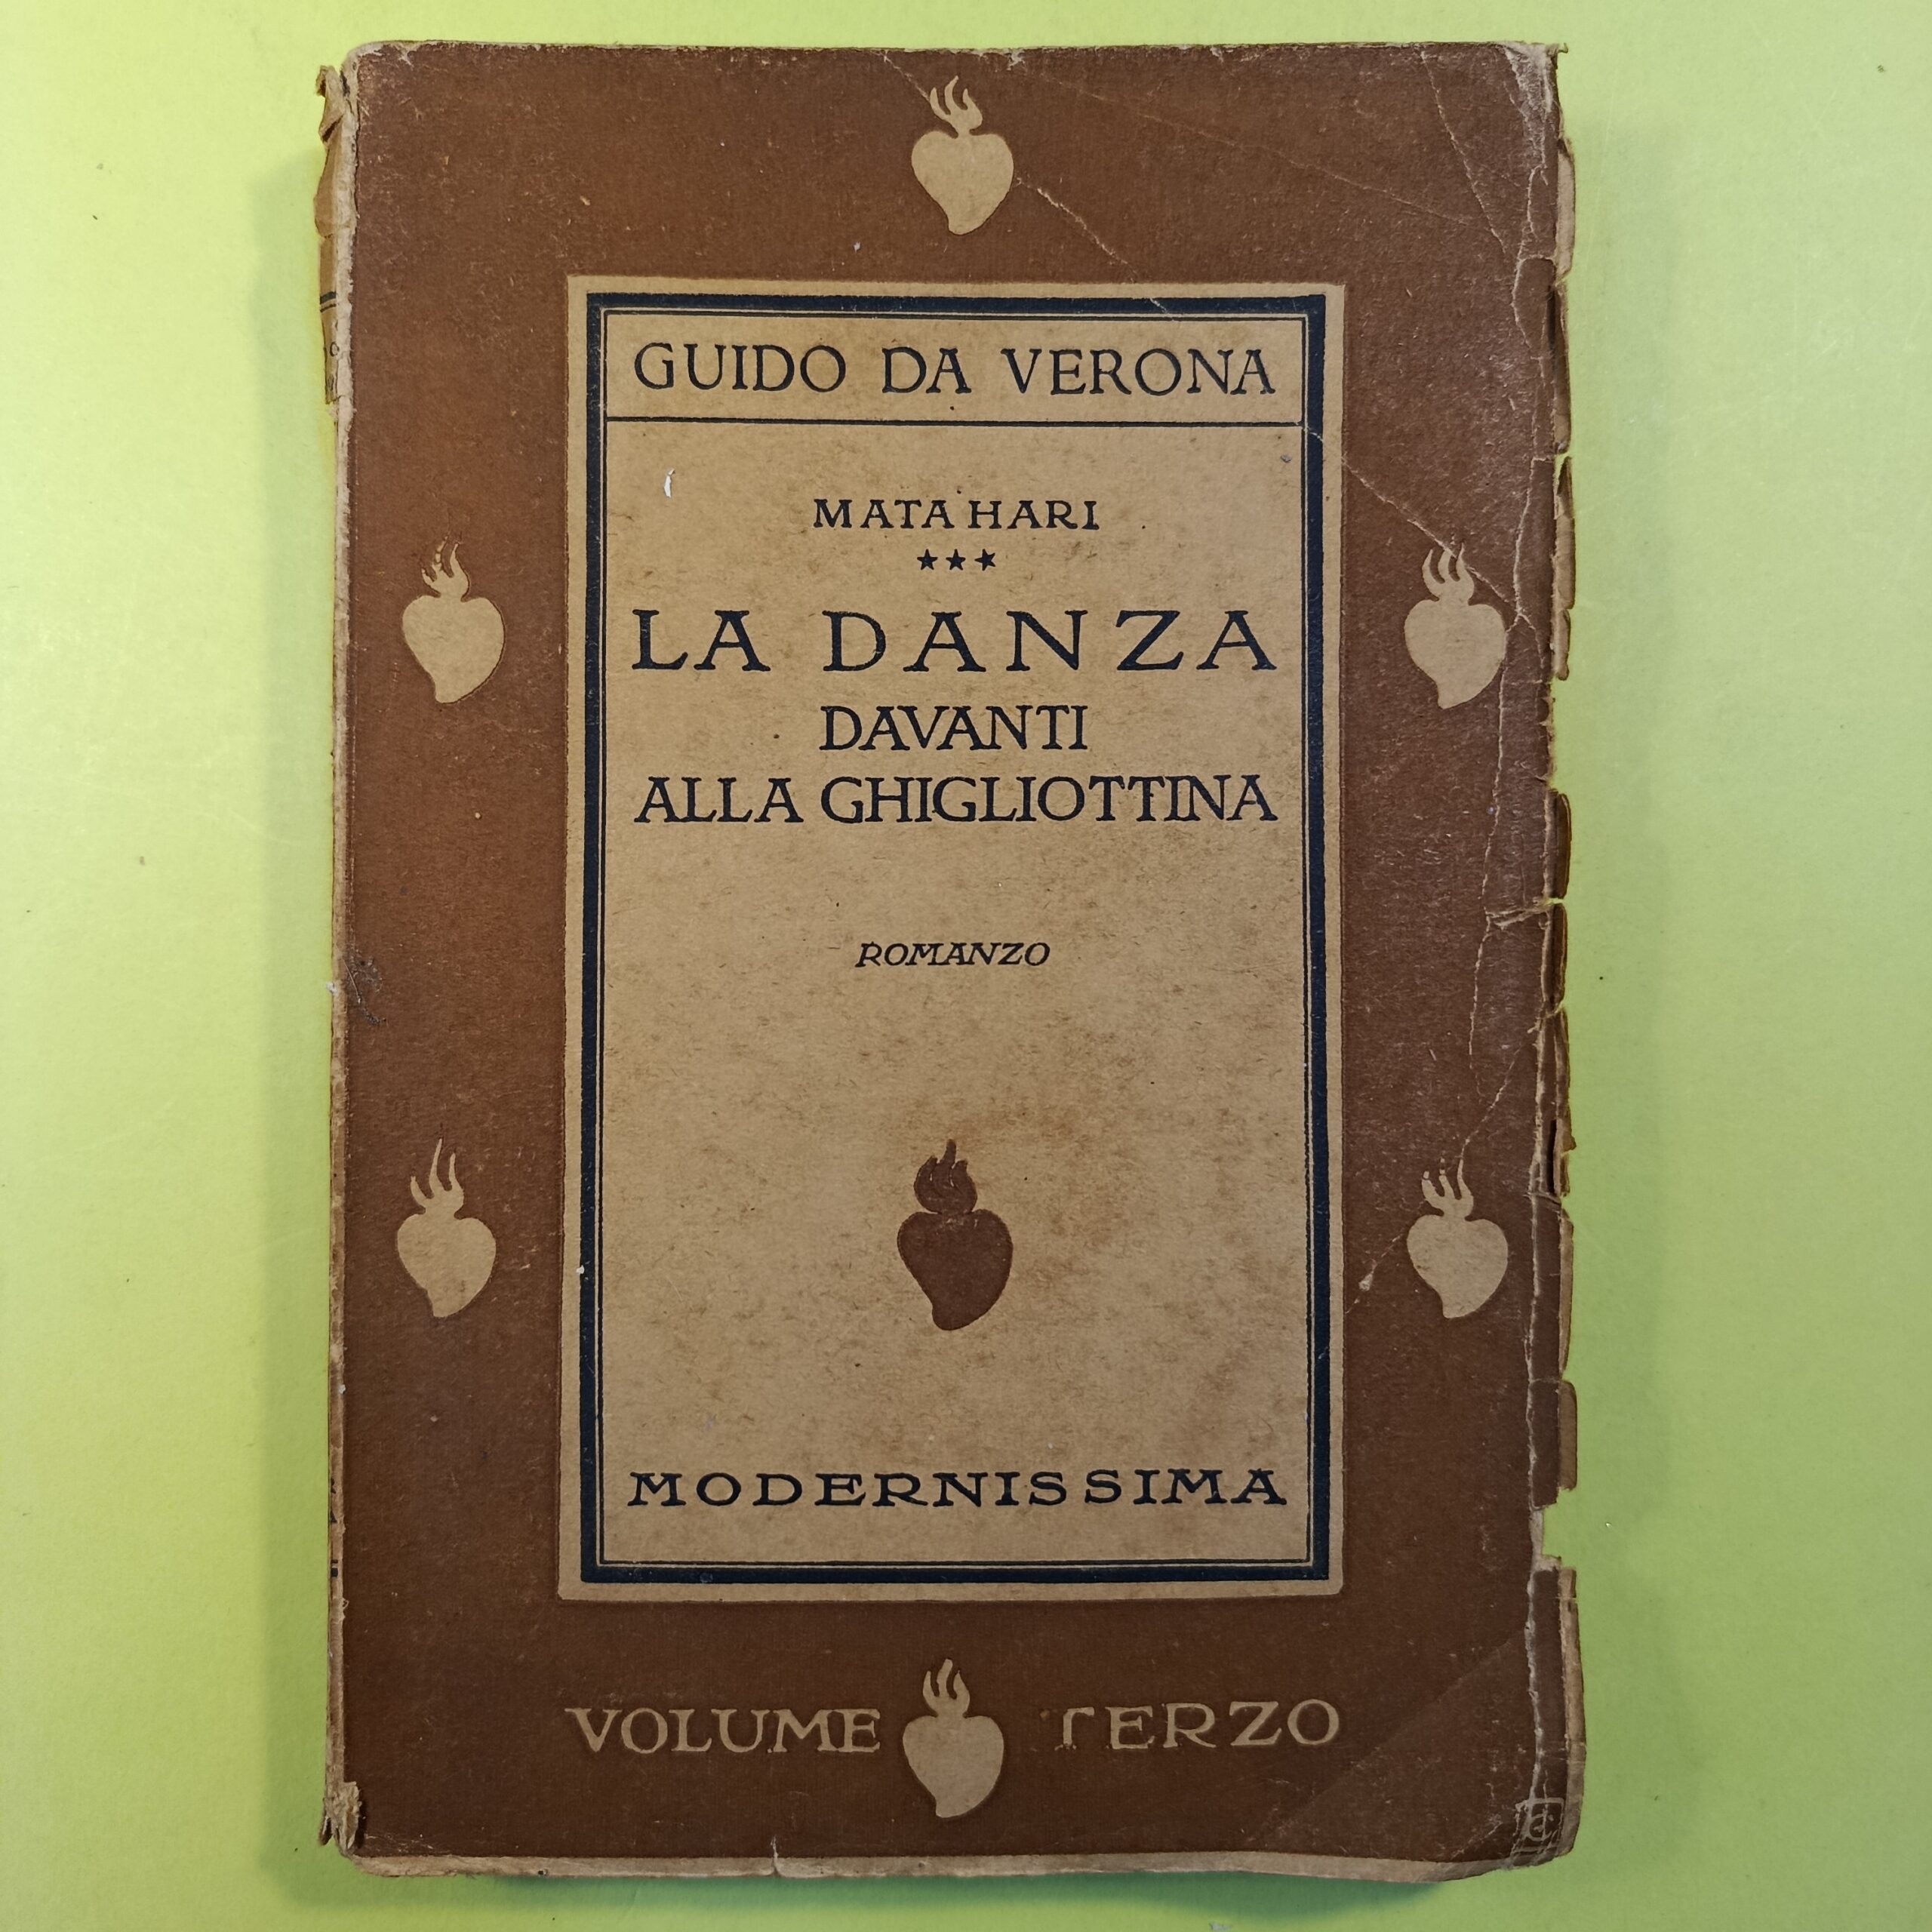 GUIDO DA VERONA
MATA HARI
★★★
LA DANZA
DAVANTI
ALLA GHIGLIOTTINA
ROMANZO
MODERNISSIMA
VOLUME TERZO